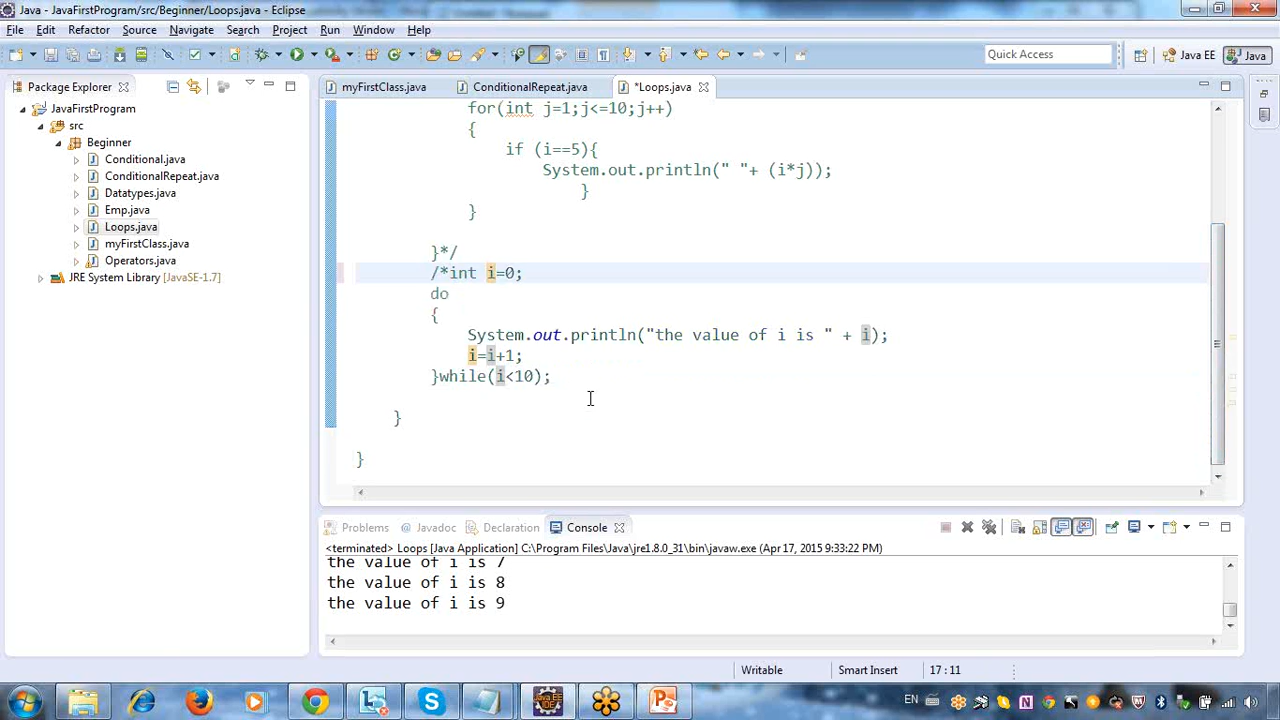 Java - JavaFirstProgram/src/Beginner/Loops.java - Eclipse
File Edit Refactor Source Navigate Search Project Run Window Help
Quick Access Java EE Java
Package Explorer
JavaFirstProgram
src
Beginner
Conditional.java
ConditionalRepeat.java
Datatypes.java
Emp.java
Loops.java
myFirstClass.java
Operators.java
JRE System Library [JavaSE-1.7]
myFirstClass.java ConditionalRepeat.java *Loops.java
for(int j=1;j<=10;j++)
{
if (i==5){
System.out.println(" "+ (i*j));
}
}
}*/
/*int i=0;
do
{
System.out.println("the value of i is " + i);
i=i+1;
}while(i<10);
}
}
Problems Javadoc Declaration Console
<terminated> Loops [Java Application] C:\Program Files\Java\jre1.8.0_31\bin\javaw.exe (Apr 17, 2015 9:33:22 PM)
the value of i is 7
the value of i is 8
the value of i is 9
Writable Smart Insert 17 : 11
EN